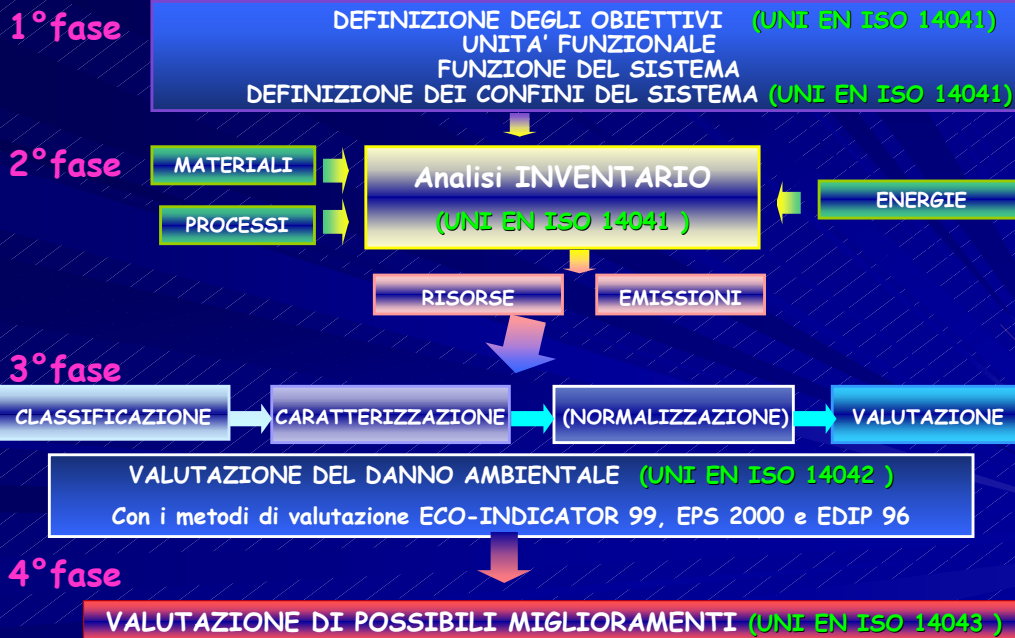 1°fase
DEFINIZIONE DEGLI OBIETTIVI (UNI EN ISO 14041)
UNITA' FUNZIONALE
FUNZIONE DEL SISTEMA
DEFINIZIONE DEI CONFINI DEL SISTEMA (UNI EN ISO 14041)
2°fase
MATERIALI
PROCESSI
Analisi INVENTARIO
(UNI EN ISO 14041 )
ENERGIE
RISORSE
EMISSIONI
3°fase
CLASSIFICAZIONE
CARATTERIZZAZIONE
(NORMALIZZAZIONE)
VALUTAZIONE
VALUTAZIONE DEL DANNO AMBIENTALE (UNI EN ISO 14042 )
Con i metodi di valutazione ECO-INDICATOR 99, EPS 2000 e EDIP 96
4°fase
VALUTAZIONE DI POSSIBILI MIGLIORAMENTI (UNI EN ISO 14043 )